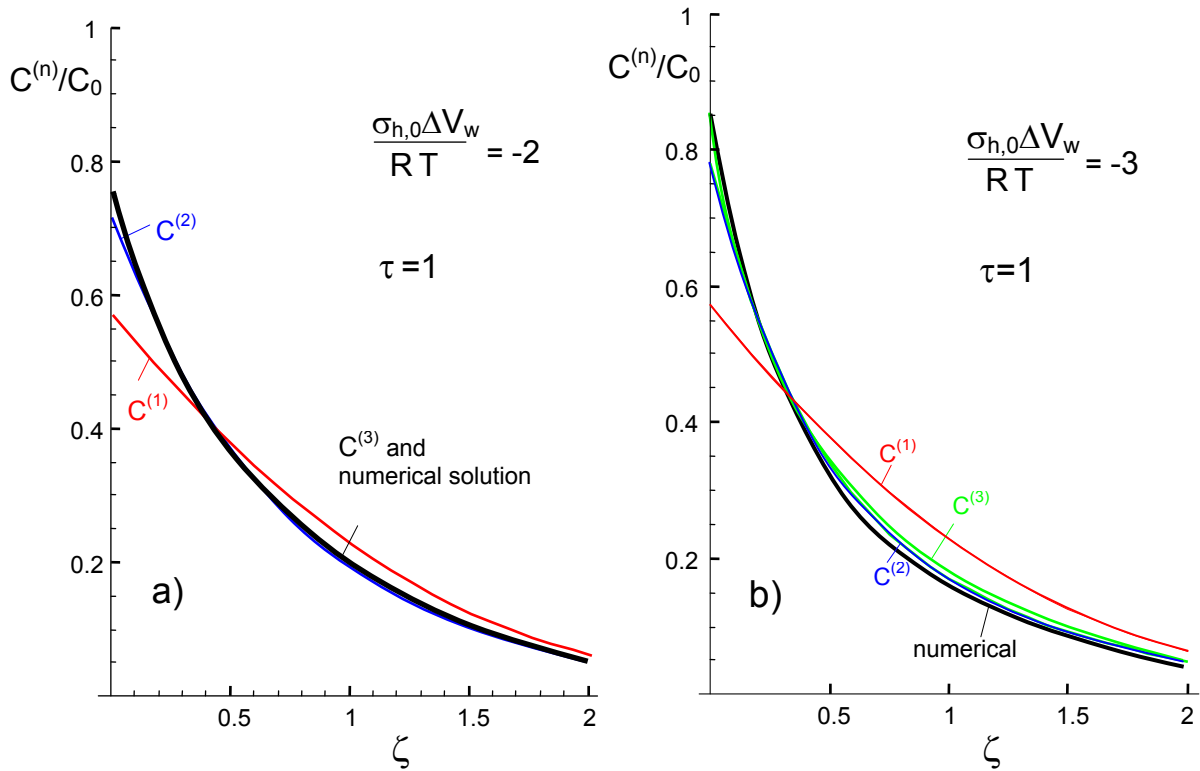 1
C⁽ⁿ⁾/C₀
0.8
0.6
0.4
0.2
σₕ,₀ΔV_w
R T
= -2
τ =1
C⁽²⁾
C⁽¹⁾
C⁽³⁾ and
numerical solution
a)
0.5
1
1.5
2
ζ
1
C⁽ⁿ⁾/C₀
0.8
0.6
0.4
0.2
σₕ,₀ΔV_w
R T
= -3
τ=1
C⁽¹⁾
C⁽³⁾
C⁽²⁾
b)
numerical
0.5
1
1.5
2
ζ